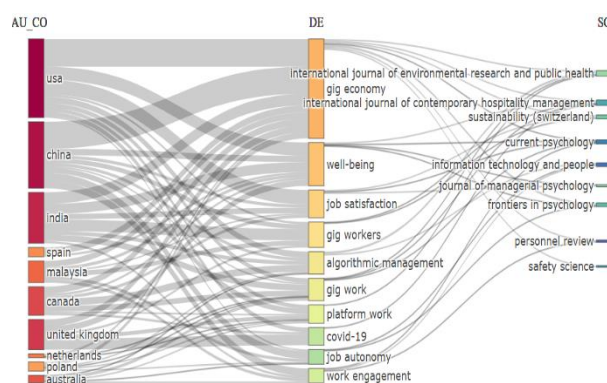 AU_CO
DE
SO
usa
china
india
spain
malaysia
canada
united kingdom
netherlands
poland
australia
gig economy
well-being
job satisfaction
gig workers
algorithmic management
gig work
platform work
covid-19
job autonomy
work engagement
international journal of environmental research and public health
international journal of contemporary hospitality management
sustainability (switzerland)
current psychology
information technology and people
journal of managerial psychology
frontiers in psychology
personnel review
safety science